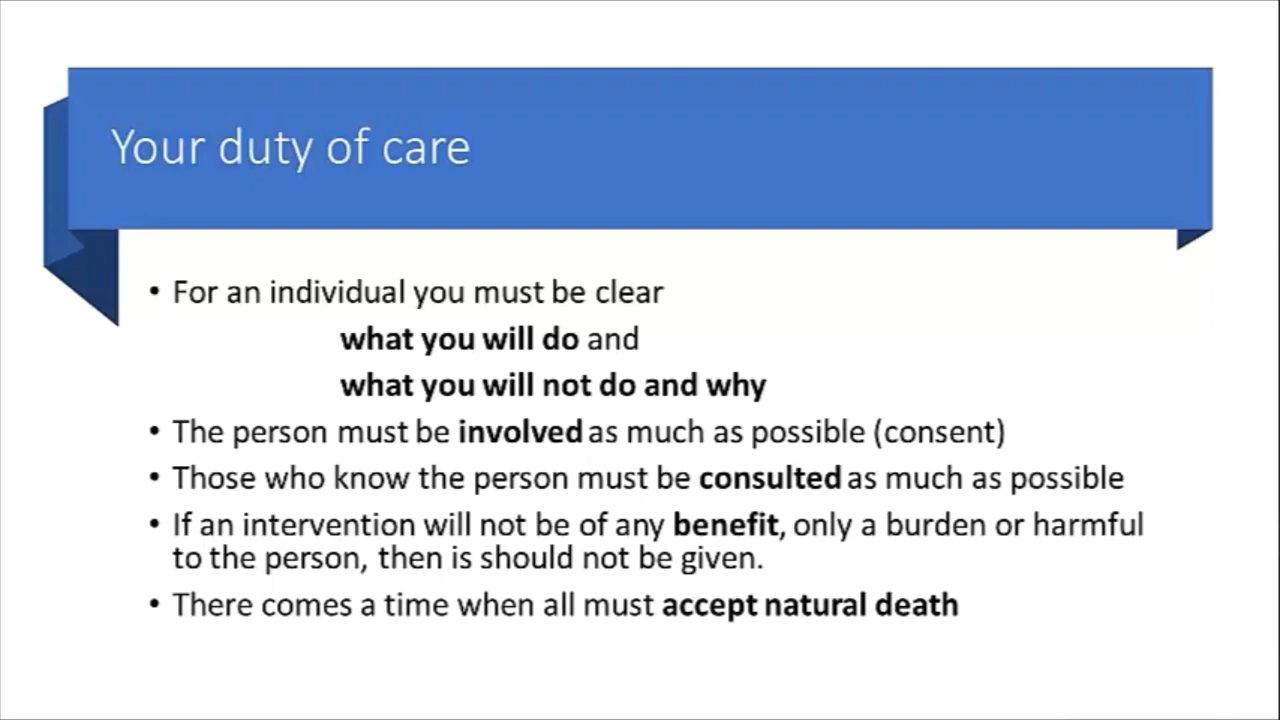 Your duty of care
• For an individual you must be clear
what you will do and
what you will not do and why
• The person must be involved as much as possible (consent)
• Those who know the person must be consulted as much as possible
• If an intervention will not be of any benefit, only a burden or harmful
to the person, then is should not be given.
• There comes a time when all must accept natural death